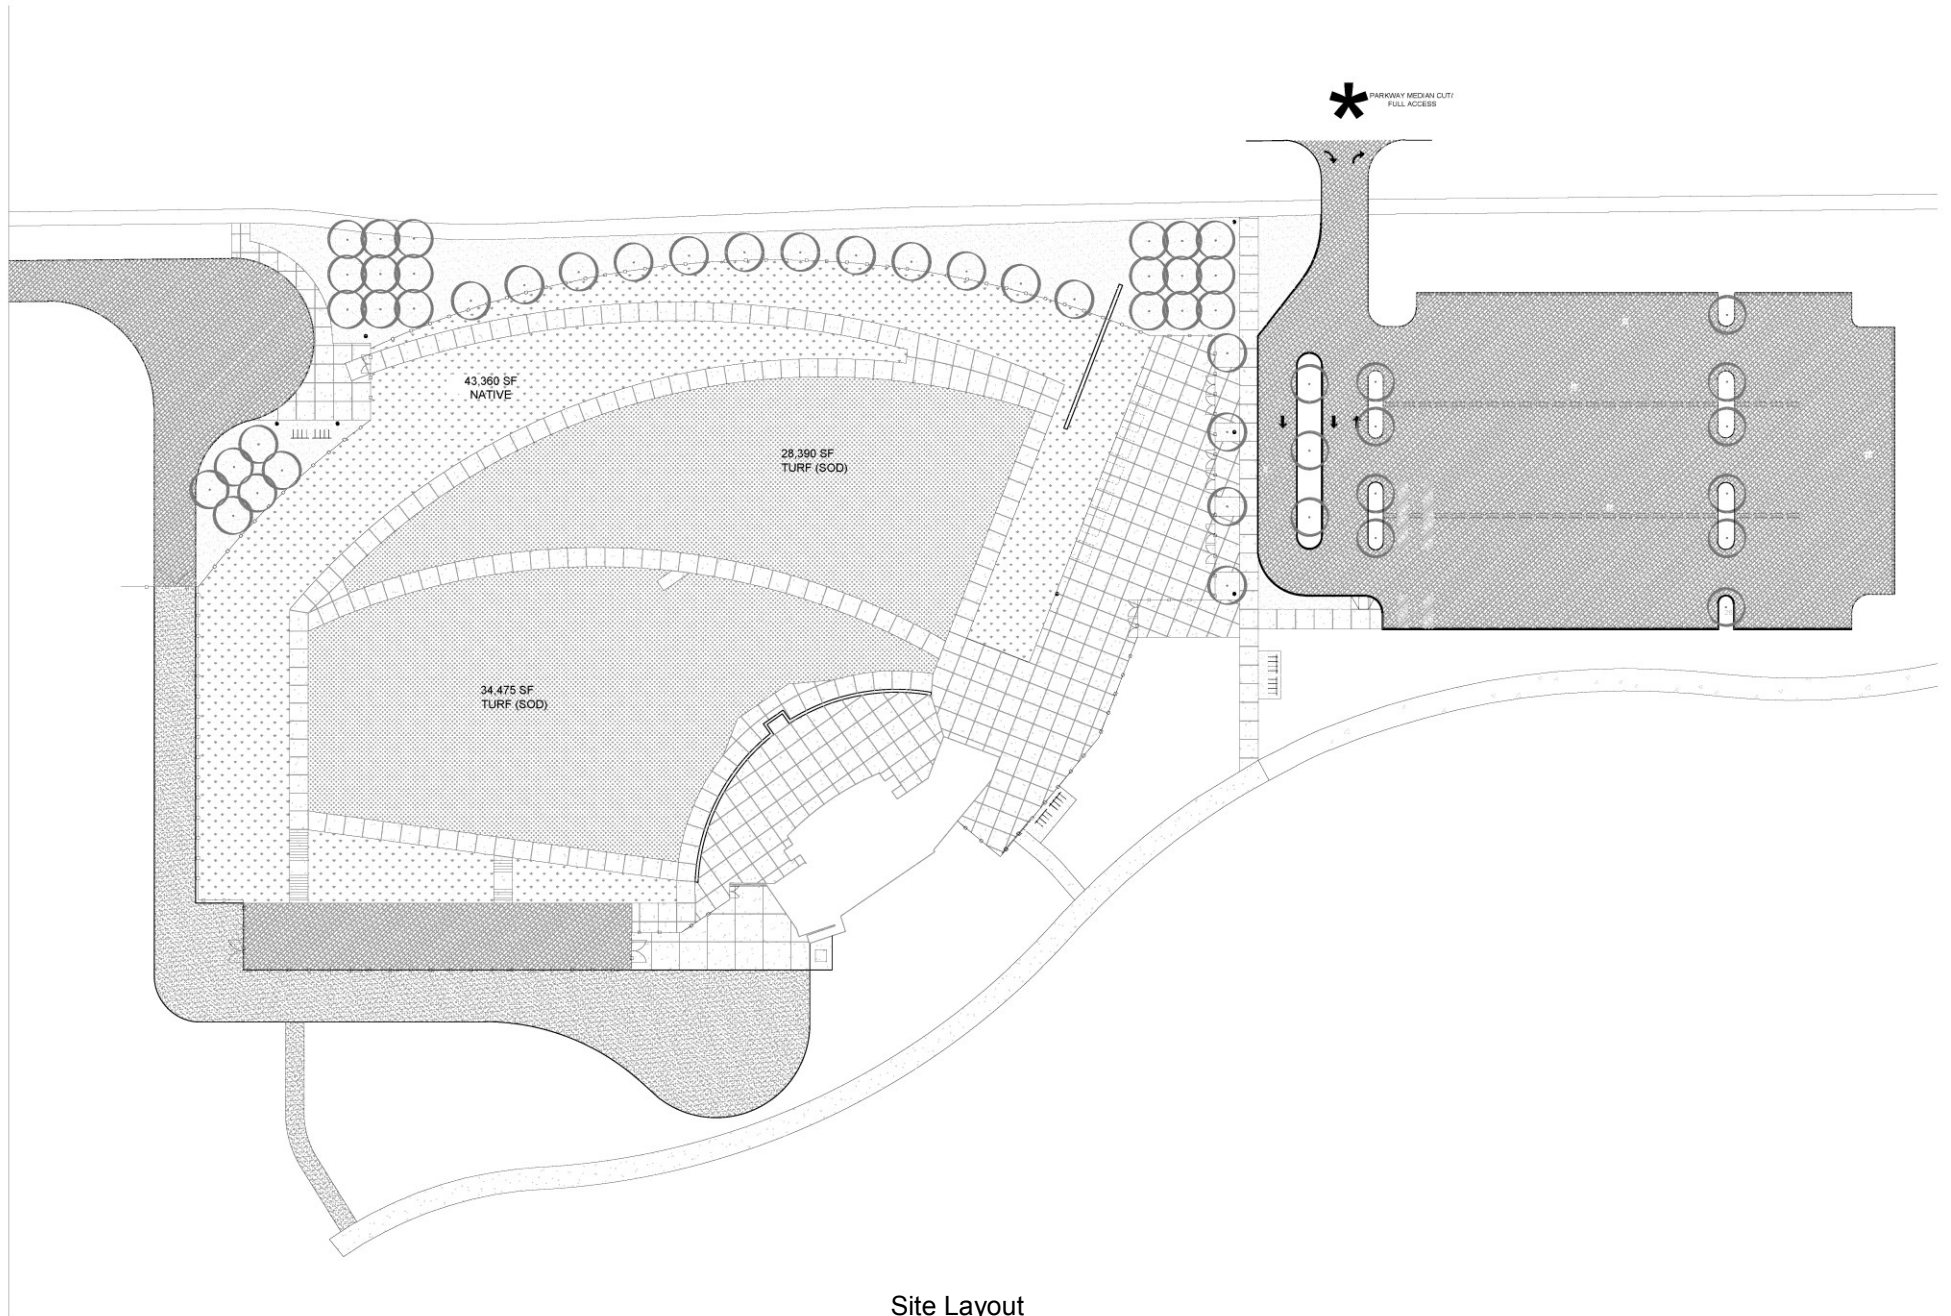 PARKWAY MEDIAN CUT/
FULL ACCESS
43,360 SF
NATIVE
28,390 SF
TURF (SOD)
34,475 SF
TURF (SOD)
Site Layout